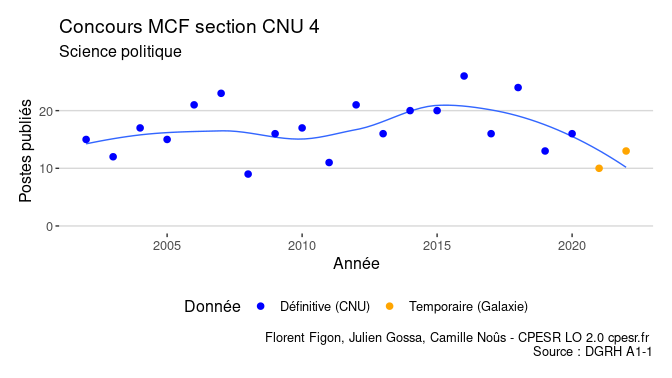 Concours MCF section CNU 4
Science politique
Postes publiés
20
10
0
2005 2010 2015 2020
Année
Donnée Définitive (CNU) Temporaire (Galaxie)
Florent Figon, Julien Gossa, Camille Noûs - CPESR LO 2.0 cpesr.fr
Source : DGRH A1-1